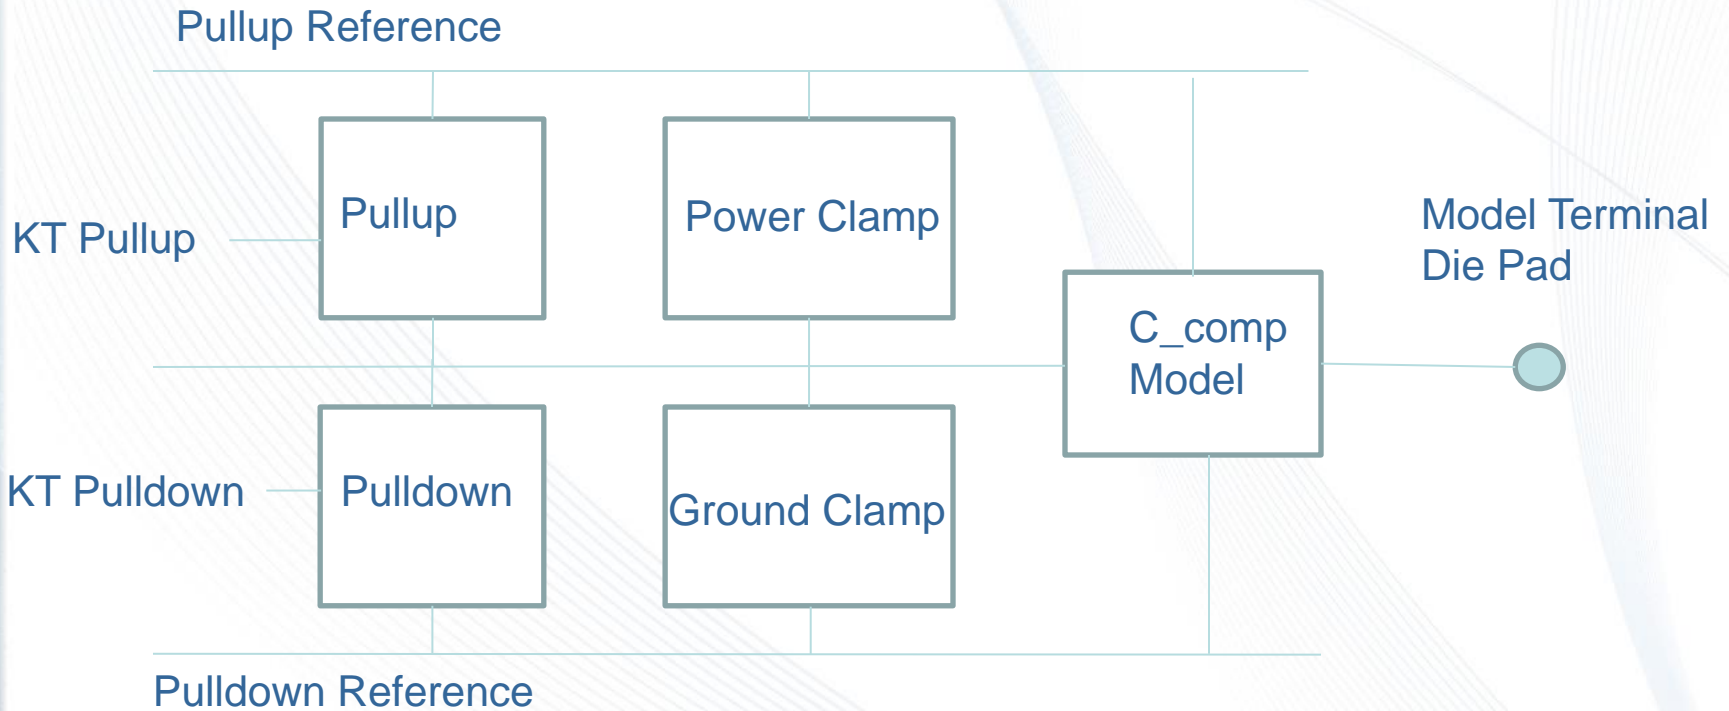 Pullup Reference
Pullup
Power Clamp
KT Pullup
Model Terminal
Die Pad
C_comp
Model
KT Pulldown
Pulldown
Ground Clamp
Pulldown Reference